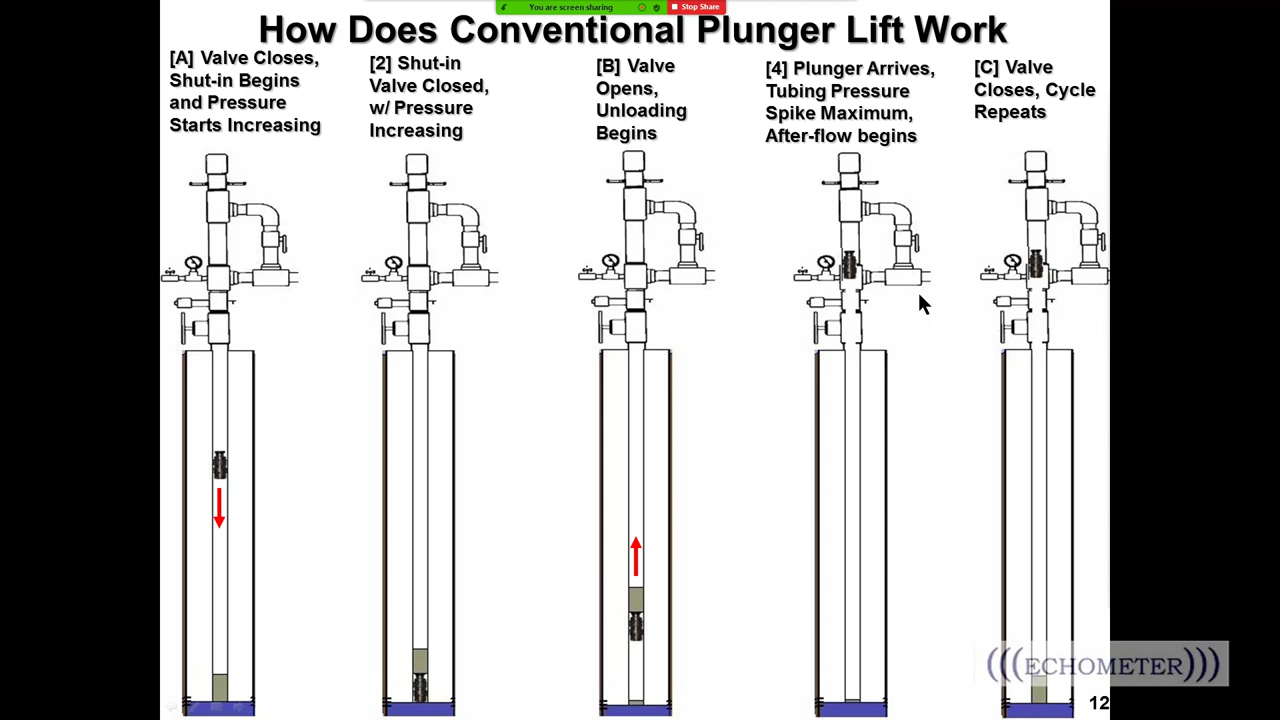 You are screen sharing
Stop Share
How Does Conventional Plunger Lift Work
[A] Valve Closes,
Shut-in Begins
and Pressure
Starts Increasing
[2] Shut-in
Valve Closed,
w/ Pressure
Increasing
[B] Valve
Opens,
Unloading
Begins
[4] Plunger Arrives,
Tubing Pressure
Spike Maximum,
After-flow begins
[C] Valve
Closes, Cycle
Repeats
(((ECHOMETER)))
12